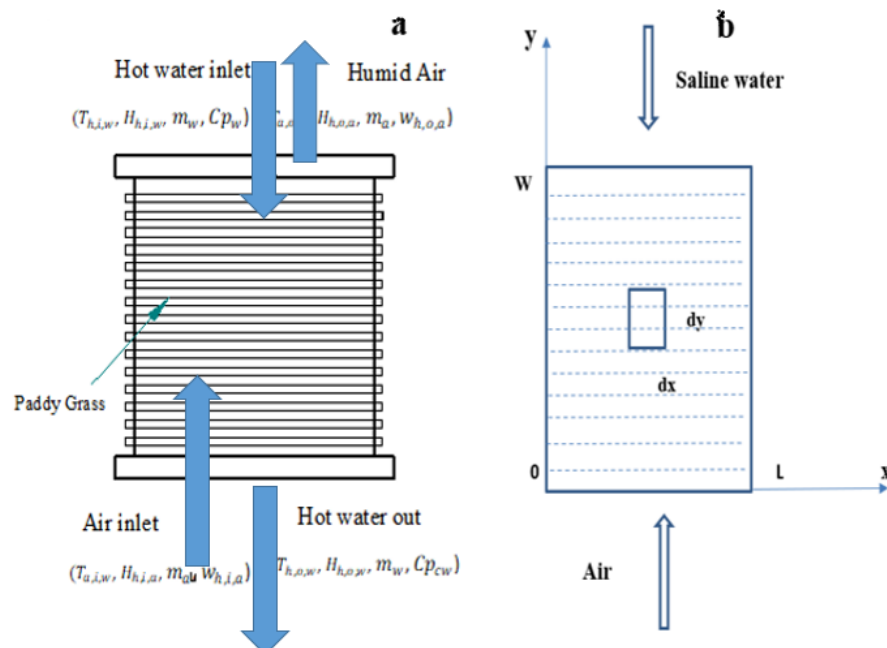 a
Hot water inlet
Humid Air
(T_{h,i,w}, H_{h,i,w}, m_w, Cp_w)
H_{h,o,a}, m_a, w_{h,o,a})
Paddy Grass
Air inlet
Hot water out
(T_{a,i,w}, H_{h,i,a}, m_a w_{h,i,a})
T_{h,o,w}, H_{h,o,w}, m_w, Cp_{cw})
b
y
Saline water
W
dy
dx
0
L
x
Air